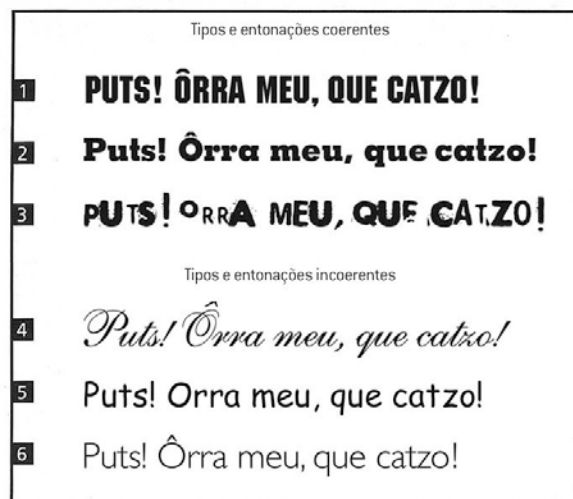 Tipos e entonações coerentes
1 PUTS! ÔRRA MEU, QUE CATZO!
2 Puts! Ôrra meu, que catzo!
3 PUTS! ORRA MEU, QUE CATZO!
Tipos e entonações incoerentes
4 Puts! Ôrra meu, que catzo!
5 Puts! Orra meu, que catzo!
6 Puts! Ôrra meu, que catzo!